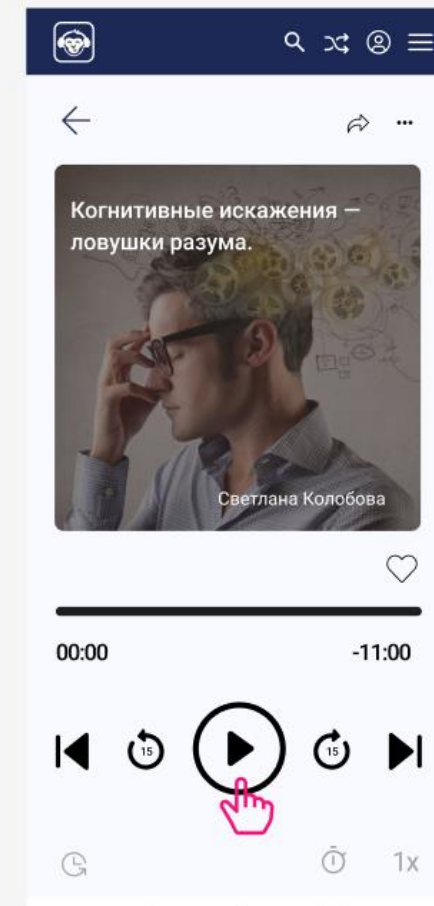 Когнитивные искажения —
ловушки разума.
Светлана Колобова
00:00 -11:00
15 15
1x